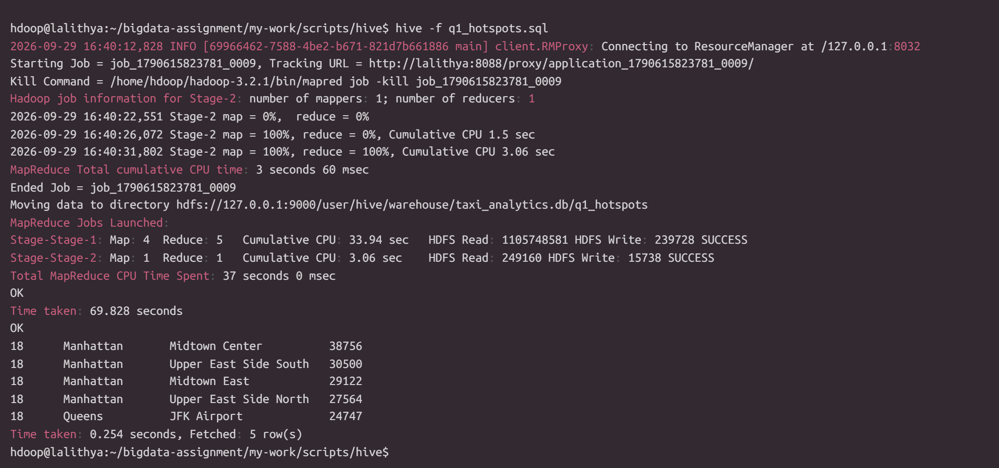 hdoop@lalithya:~/bigdata-assignment/my-work/scripts/hive$ hive -f q1_hotspots.sql
2026-09-29 16:40:12,828 INFO [69966462-7588-4be2-b671-821d7b661886 main] client.RMProxy: Connecting to ResourceManager at /127.0.0.1:8032
Starting Job = job_1790615823781_0009, Tracking URL = http://lalithya:8088/proxy/application_1790615823781_0009/
Kill Command = /home/hdoop/hadoop-3.2.1/bin/mapred job -kill job_1790615823781_0009
Hadoop job information for Stage-2: number of mappers: 1; number of reducers: 1
2026-09-29 16:40:22,551 Stage-2 map = 0%,  reduce = 0%
2026-09-29 16:40:26,072 Stage-2 map = 100%, reduce = 0%, Cumulative CPU 1.5 sec
2026-09-29 16:40:31,802 Stage-2 map = 100%, reduce = 100%, Cumulative CPU 3.06 sec
MapReduce Total cumulative CPU time: 3 seconds 60 msec
Ended Job = job_1790615823781_0009
Moving data to directory hdfs://127.0.0.1:9000/user/hive/warehouse/taxi_analytics.db/q1_hotspots
MapReduce Jobs Launched:
Stage-Stage-1: Map: 4  Reduce: 5   Cumulative CPU: 33.94 sec   HDFS Read: 1105748581 HDFS Write: 239728 SUCCESS
Stage-Stage-2: Map: 1  Reduce: 1   Cumulative CPU: 3.06 sec    HDFS Read: 249160 HDFS Write: 15738 SUCCESS
Total MapReduce CPU Time Spent: 37 seconds 0 msec
OK
Time taken: 69.828 seconds
OK
18      Manhattan       Midtown Center          38756
18      Manhattan       Upper East Side South   30500
18      Manhattan       Midtown East            29122
18      Manhattan       Upper East Side North   27564
18      Queens          JFK Airport             24747
Time taken: 0.254 seconds, Fetched: 5 row(s)
hdoop@lalithya:~/bigdata-assignment/my-work/scripts/hive$